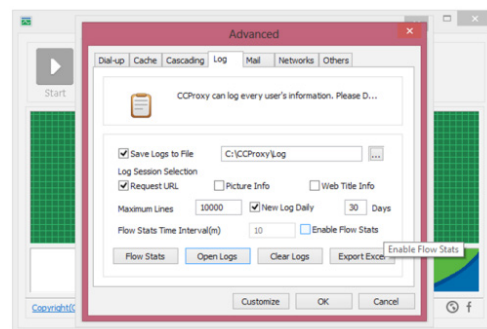 Advanced
Dial-up Cache Cascading Log Mail Networks Others
Start
CCProxy can log every user's information. Please D...
Save Logs to File C:\CCProxy\Log ...
Log Session Selection
Request URL Picture Info Web Title Info
Maximum Lines 10000 New Log Daily 30 Days
Flow Stats Time Interval(m) 10 Enable Flow Stats
Enable Flow Stats
Flow Stats Open Logs Clear Logs Export Excel
Customize OK Cancel
Copyright(C